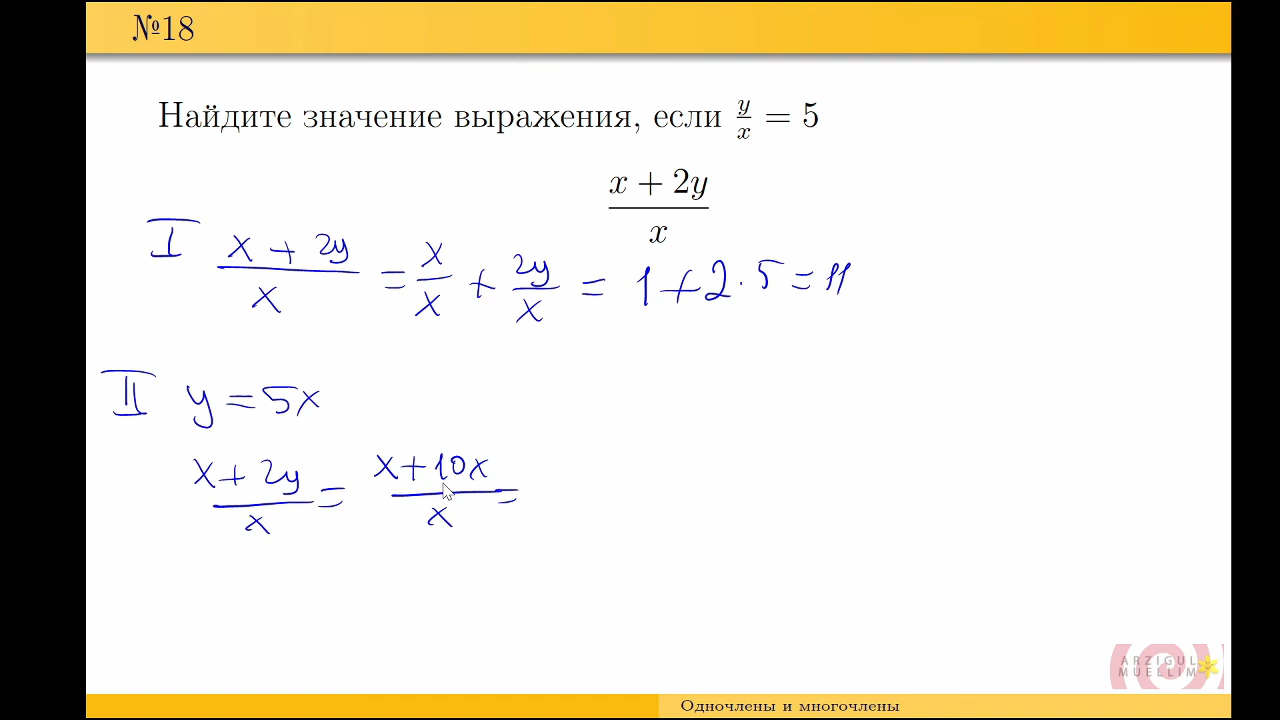 №18
Найдите значение выражения, если y/x = 5
(x + 2y)/x
I (x + 2y)/x = x/x + 2y/x = 1 + 2 · 5 = 11
II y = 5x
(x + 2y)/x = (x + 10x)/x =
ARZIGUL
MUELLIM
Одночлены и многочлены